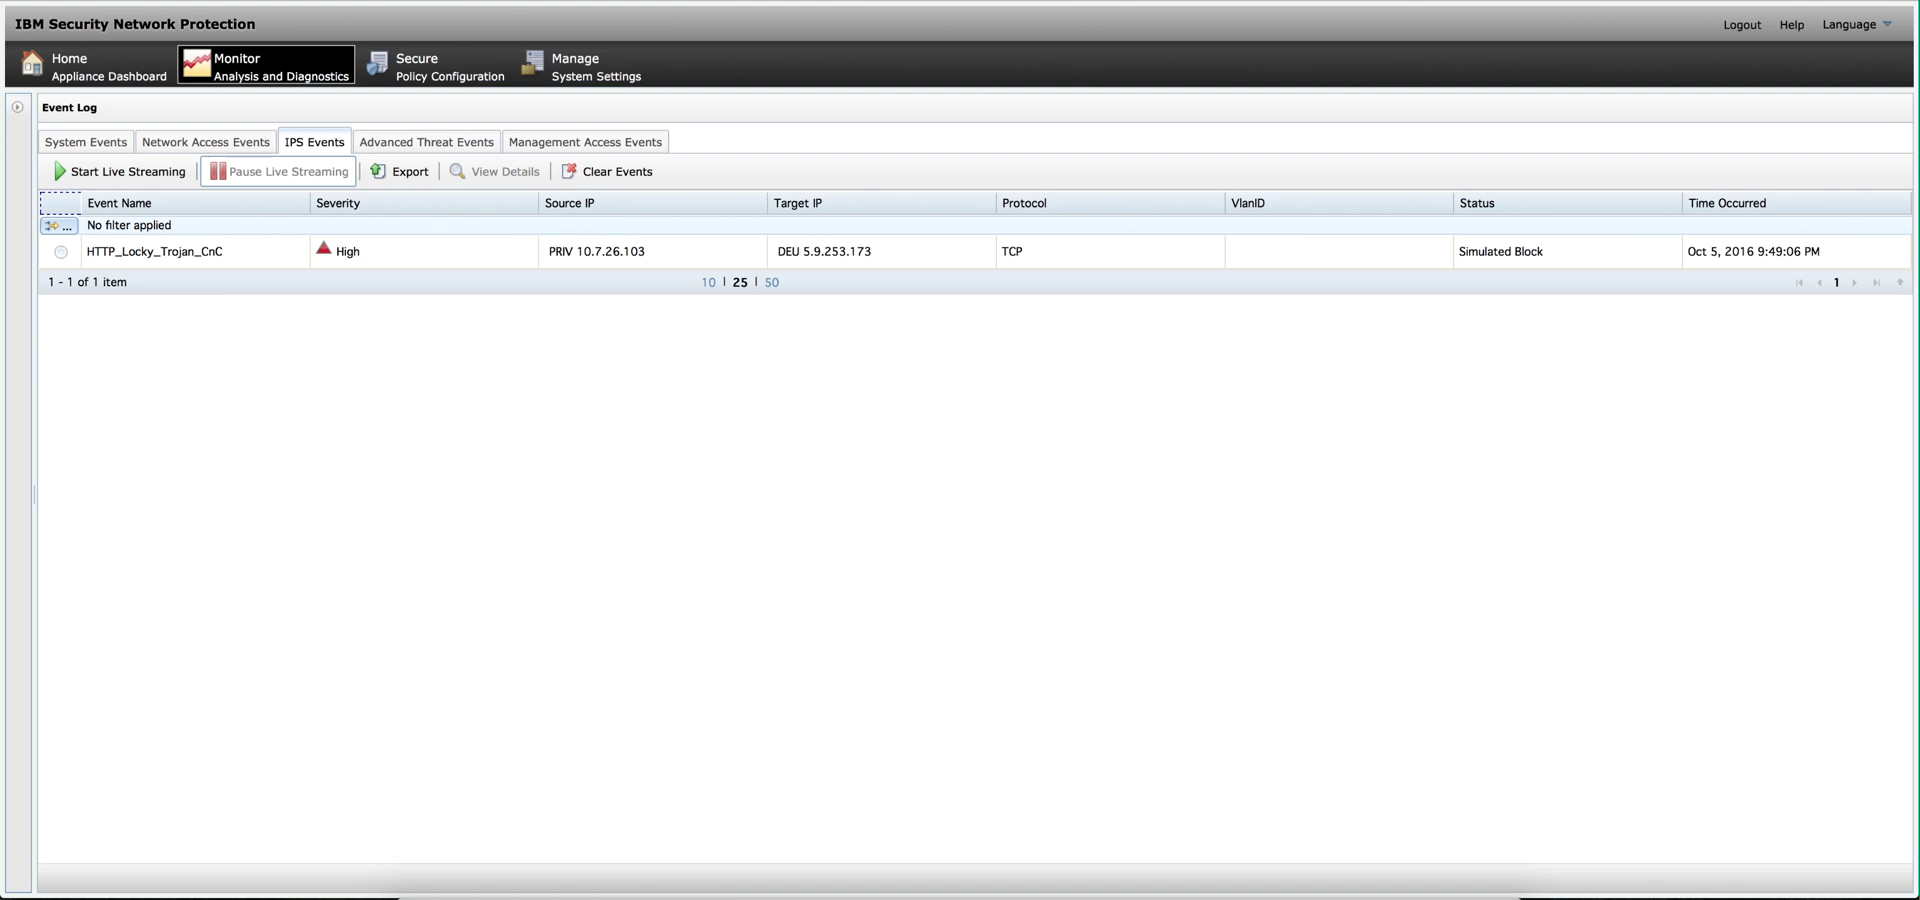 IBM Security Network Protection
Logout Help Language
Home Appliance Dashboard
Monitor Analysis and Diagnostics
Secure Policy Configuration
Manage System Settings
Event Log
System Events Network Access Events IPS Events Advanced Threat Events Management Access Events
Start Live Streaming Pause Live Streaming Export View Details Clear Events
Event Name Severity Source IP Target IP Protocol VlanID Status Time Occurred
... No filter applied
HTTP_Locky_Trojan_CnC High PRIV 10.7.26.103 DEU 5.9.253.173 TCP Simulated Block Oct 5, 2016 9:49:06 PM
1 - 1 of 1 item 10 | 25 | 50 1